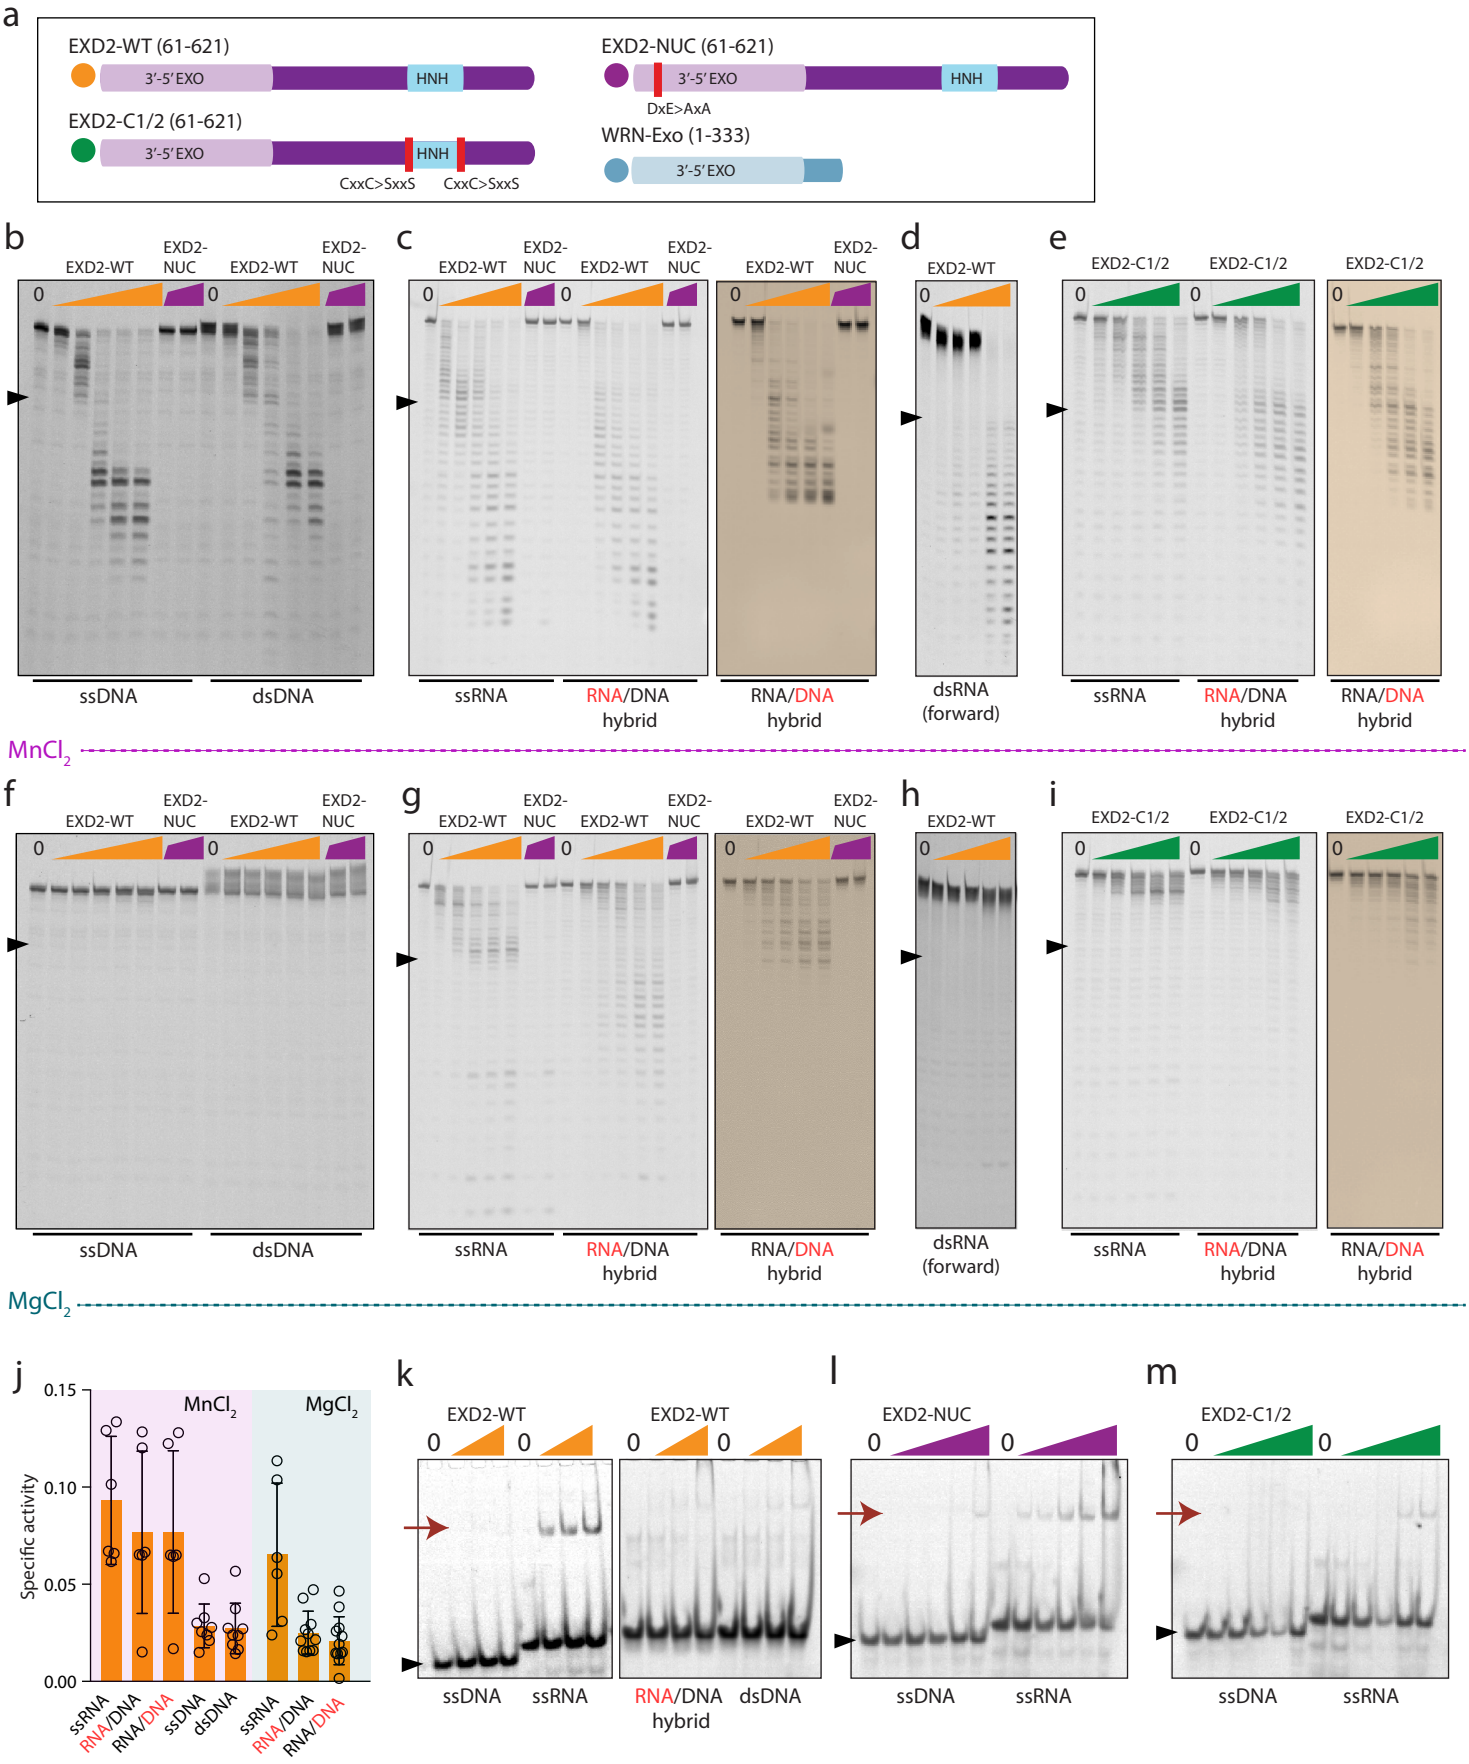 a
EXD2-WT (61-621)
3'-5' EXO
HNH
EXD2-NUC (61-621)
3'-5' EXO
HNH
DxE>AxA
EXD2-C1/2 (61-621)
3'-5' EXO
HNH
CxxC>SxxS
CxxC>SxxS
WRN-Exo (1-333)
3'-5' EXO
b
EXD2-WT
EXD2-
NUC
EXD2-WT
EXD2-
NUC
0
0
ssDNA
dsDNA
c
EXD2-WT
EXD2-
NUC
EXD2-WT
EXD2-
NUC
EXD2-WT
EXD2-
NUC
0
0
0
ssRNA
RNA/DNA
hybrid
RNA/DNA
hybrid
d
EXD2-WT
0
dsRNA
(forward)
e
EXD2-C1/2
EXD2-C1/2
EXD2-C1/2
0
0
0
ssRNA
RNA/DNA
hybrid
RNA/DNA
hybrid
MnCl2
f
EXD2-WT
EXD2-
NUC
EXD2-WT
EXD2-
NUC
0
0
ssDNA
dsDNA
g
EXD2-WT
EXD2-
NUC
EXD2-WT
EXD2-
NUC
EXD2-WT
EXD2-
NUC
0
0
0
ssRNA
RNA/DNA
hybrid
RNA/DNA
hybrid
h
EXD2-WT
0
dsRNA
(forward)
i
EXD2-C1/2
EXD2-C1/2
EXD2-C1/2
0
0
0
ssRNA
RNA/DNA
hybrid
RNA/DNA
hybrid
MgCl2
j
Specific activity
0.15
0.10
0.05
0.00
MnCl2
MgCl2
ssRNA
RNA/DNA
RNA/DNA
ssDNA
dsDNA
ssRNA
RNA/DNA
RNA/DNA
k
EXD2-WT
EXD2-WT
0
0
0
0
ssDNA
ssRNA
RNA/DNA
hybrid
dsDNA
l
EXD2-NUC
0
0
ssDNA
ssRNA
m
EXD2-C1/2
0
0
ssDNA
ssRNA